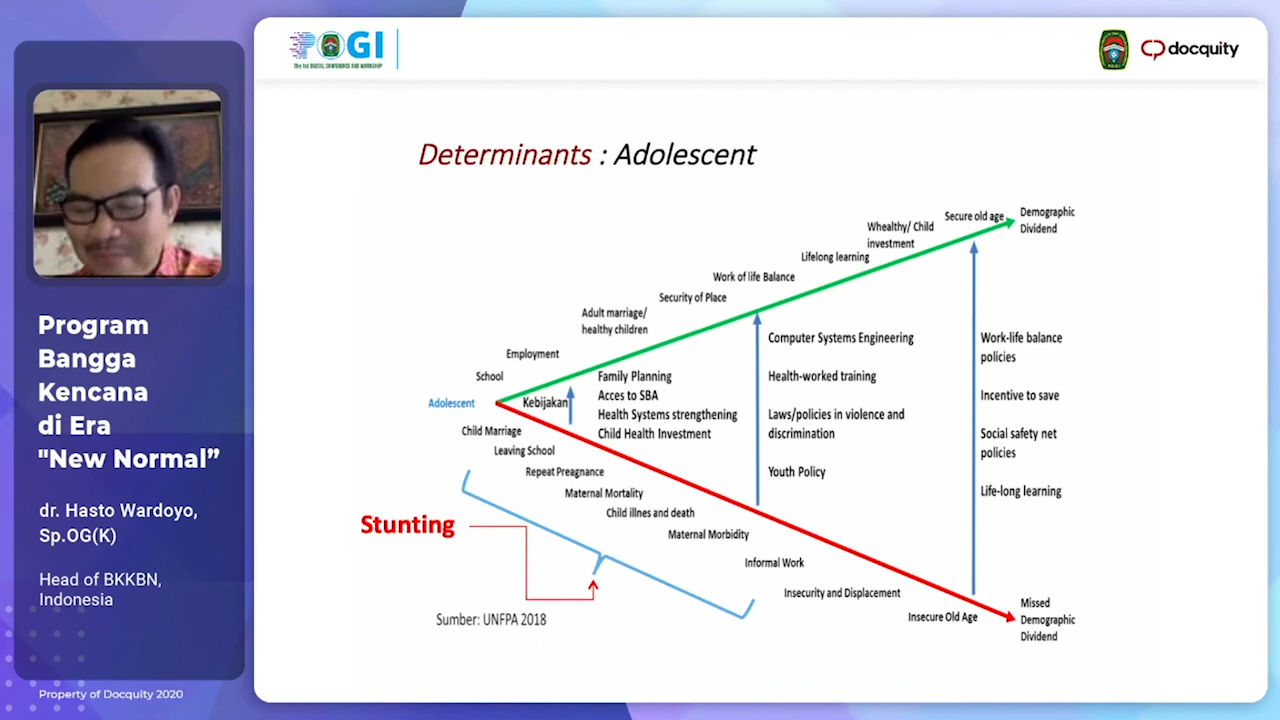 POGI
The 1st DIGITAL CONFERENCE AND WORKSHOP
docquity
Program
Bangga
Kencana
di Era
"New Normal”
dr. Hasto Wardoyo,
Sp.OG(K)
Head of BKKBN,
Indonesia
Property of Docquity 2020
Determinants : Adolescent
Secure old age
Demographic
Dividend
Whealthy/ Child
investment
Lifelong learning
Work of life Balance
Security of Place
Adult marriage/
healthy children
Employment
School
Adolescent
Kebijakan
Family Planning
Acces to SBA
Health Systems strengthening
Child Health Investment
Computer Systems Engineering
Health-worked training
Laws/policies in violence and
discrimination
Youth Policy
Work-life balance
policies
Incentive to save
Social safety net
policies
Life-long learning
Child Marriage
Leaving School
Repeat Preagnance
Maternal Mortality
Child illnes and death
Maternal Morbidity
Informal Work
Insecurity and Displacement
Insecure Old Age
Missed
Demographic
Dividend
Stunting
Sumber: UNFPA 2018